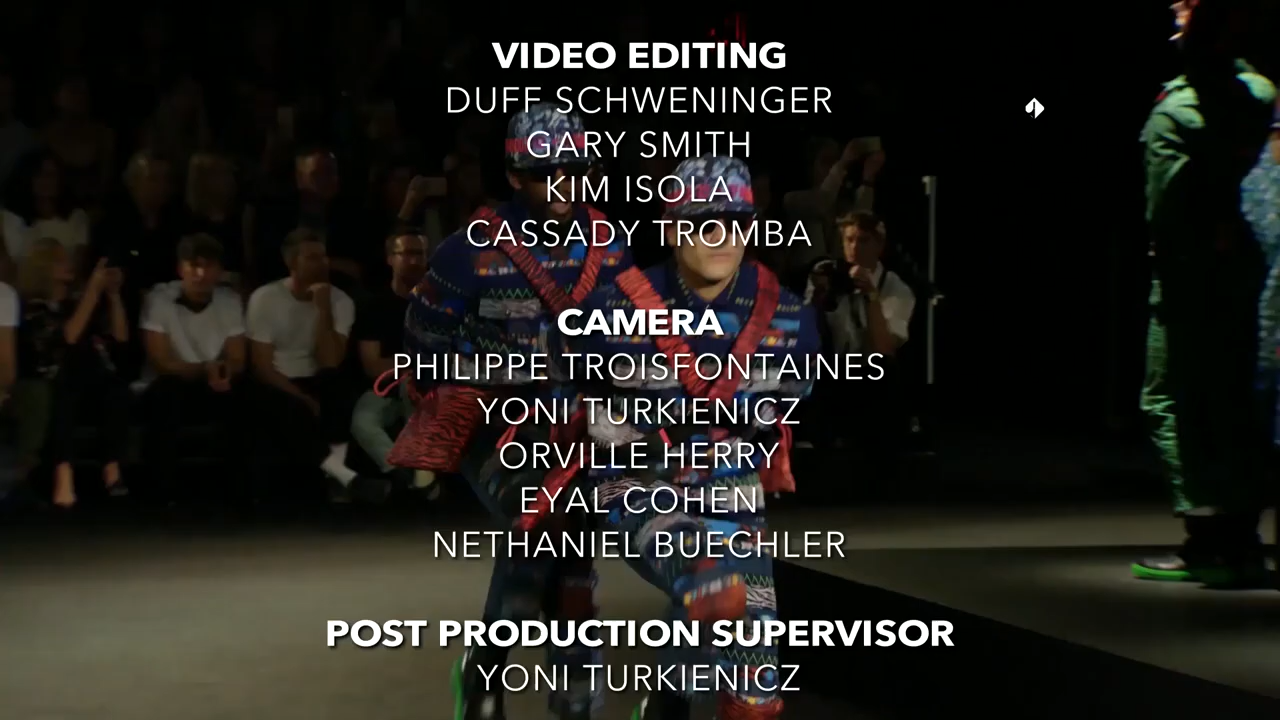 VIDEO EDITING
DUFF SCHWENINGER
GARY SMITH
KIM ISOLA
CASSADY TROMBA
CAMERA
PHILIPPE TROISFONTAINES
YONI TURKIENICZ
ORVILLE HERRY
EYAL COHEN
NETHANIEL BUECHLER
POST PRODUCTION SUPERVISOR
YONI TURKIENICZ